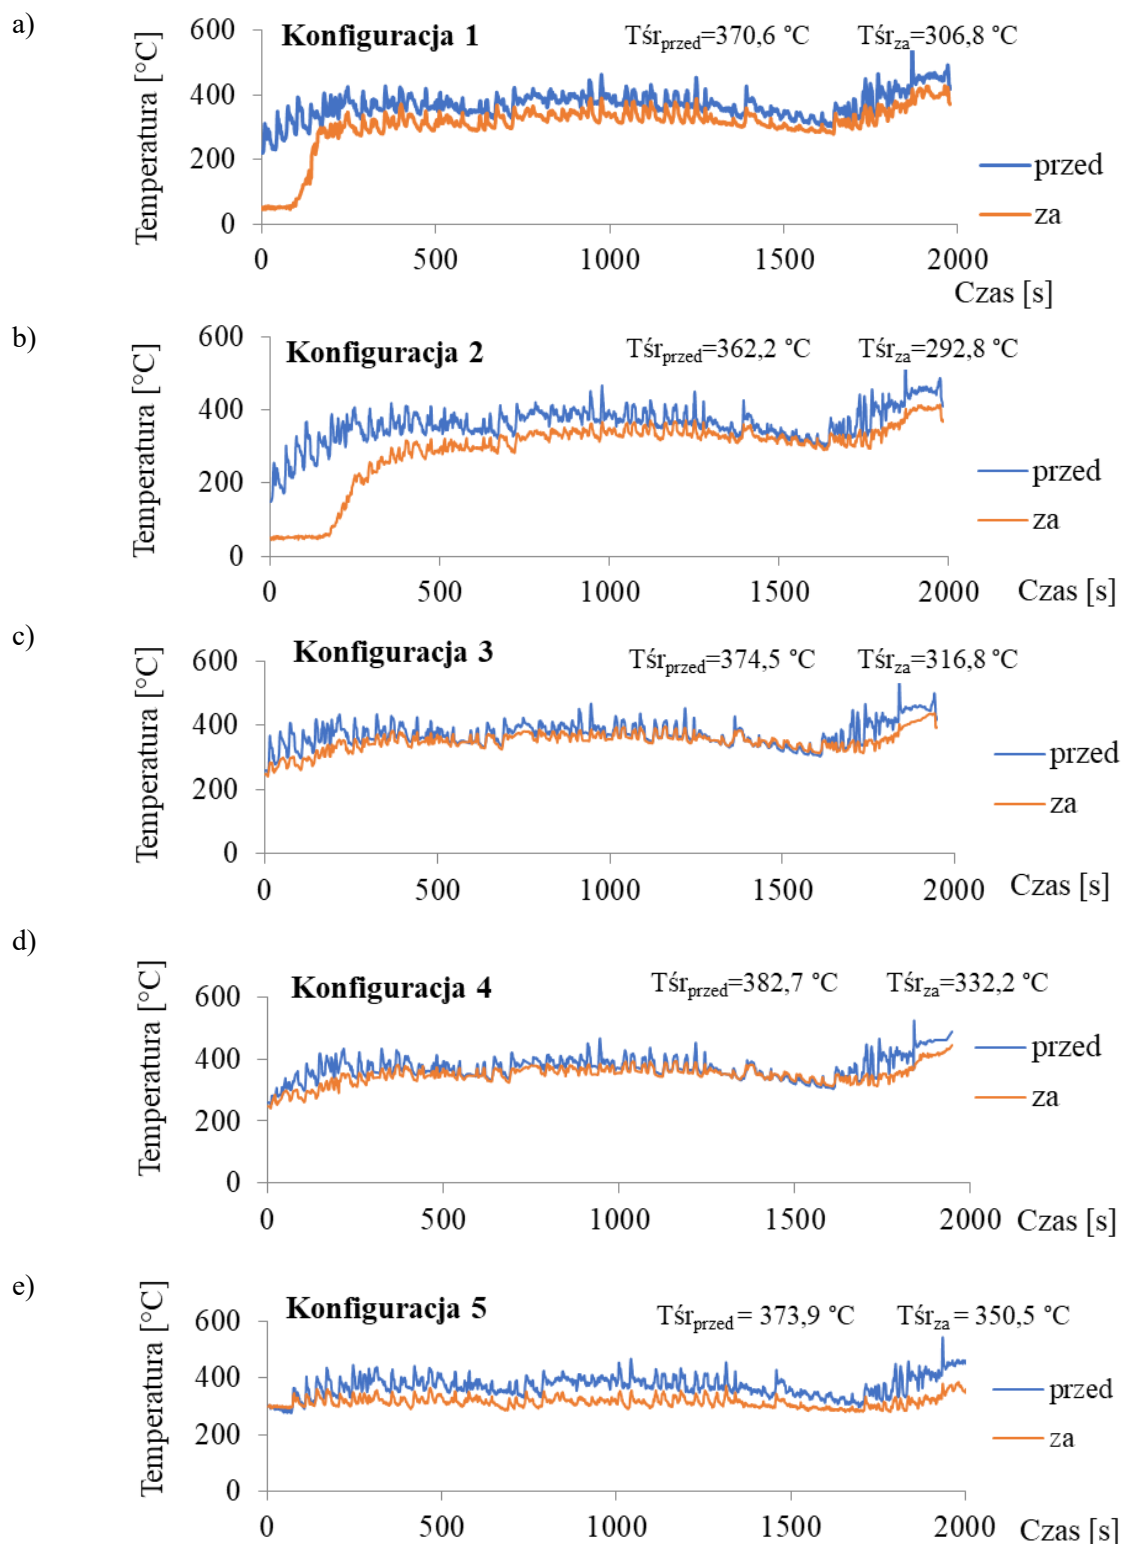 a)
Konfiguracja 1
Tśrprzed=370,6 °C
Tśrza=306,8 °C
Temperatura [°C]
600
400
200
0
przed
za
0
500
1000
1500
2000
Czas [s]
b)
Konfiguracja 2
Tśrprzed=362,2 °C
Tśrza=292,8 °C
Temperatura [°C]
600
400
200
0
przed
za
0
500
1000
1500
2000
Czas [s]
c)
Konfiguracja 3
Tśrprzed=374,5 °C
Tśrza=316,8 °C
Temperatura [°C]
600
400
200
0
przed
za
0
500
1000
1500
2000
Czas [s]
d)
Konfiguracja 4
Tśrprzed=382,7 °C
Tśrza=332,2 °C
Temperatura [°C]
600
400
200
0
przed
za
0
500
1000
1500
2000
Czas [s]
e)
Konfiguracja 5
Tśrprzed = 373,9 °C
Tśrza = 350,5 °C
Temperatura [°C]
600
400
200
0
przed
za
0
500
1000
1500
2000
Czas [s]